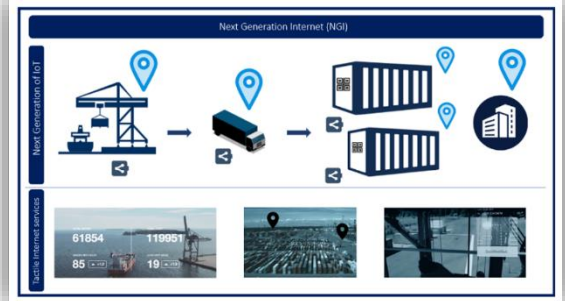 Next Generation Internet (NGI)
Next Generation of IoT
Tactile Internet services
61854
119951
85
19